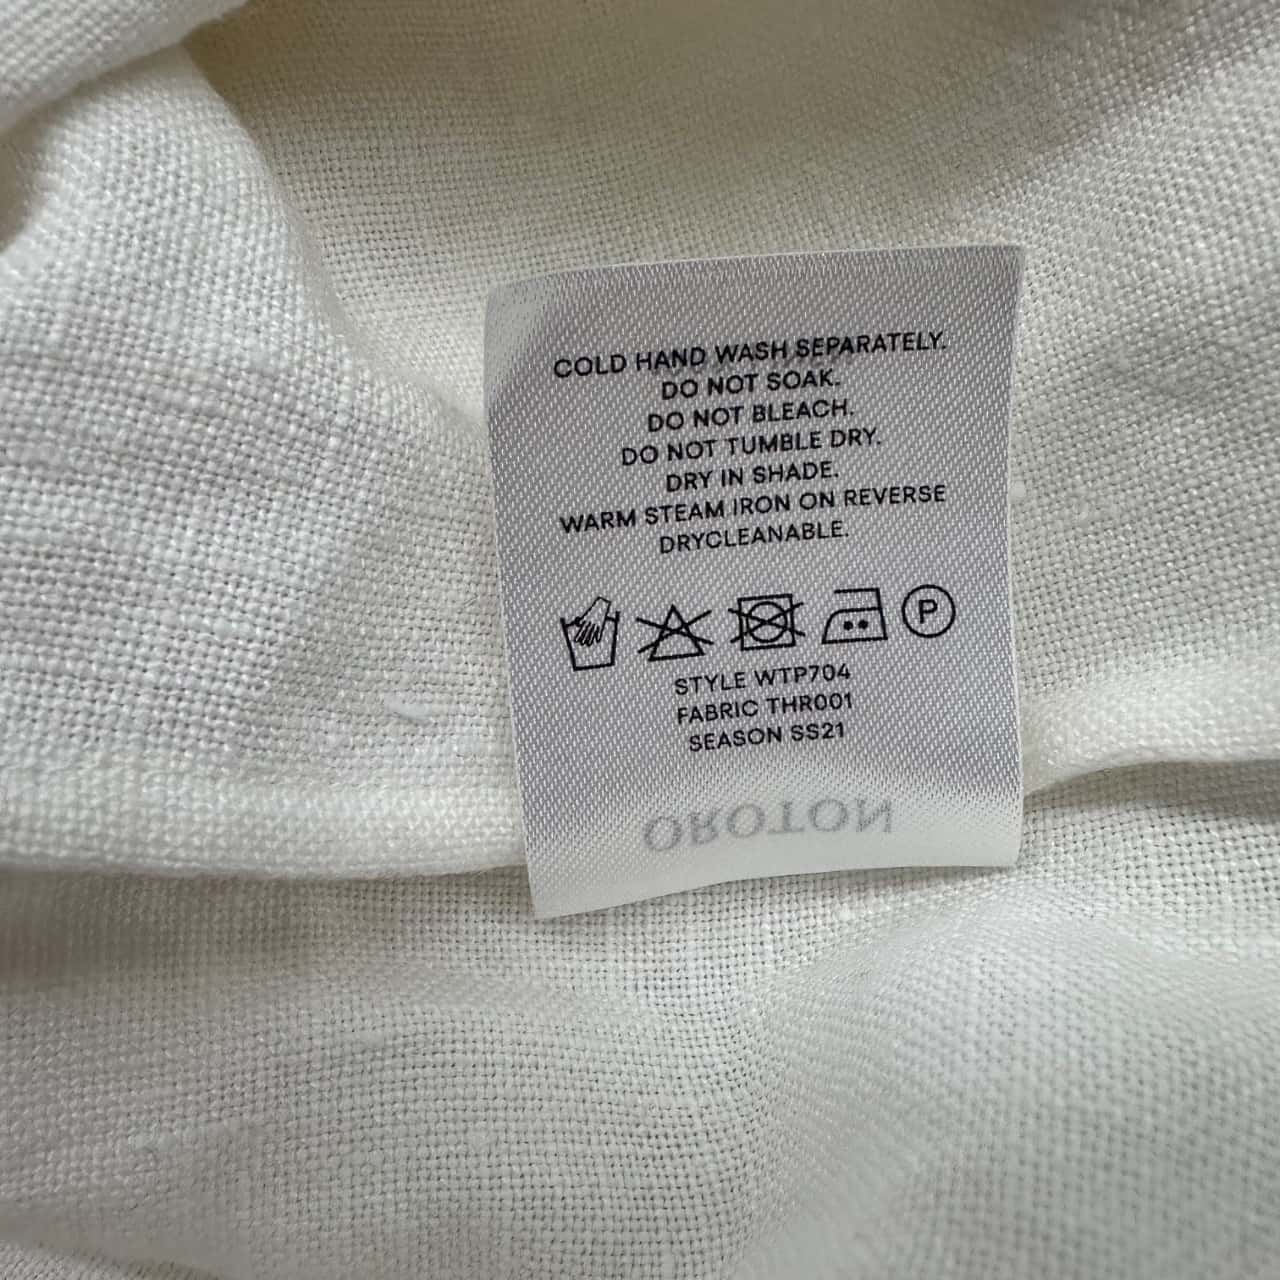 COLD HAND WASH SEPARATELY.
DO NOT SOAK.
DO NOT BLEACH.
DO NOT TUMBLE DRY.
DRY IN SHADE.
WARM STEAM IRON ON REVERSE
DRYCLEANABLE.
P
STYLE WTP704
FABRIC THR001
SEASON SS21
OROTON